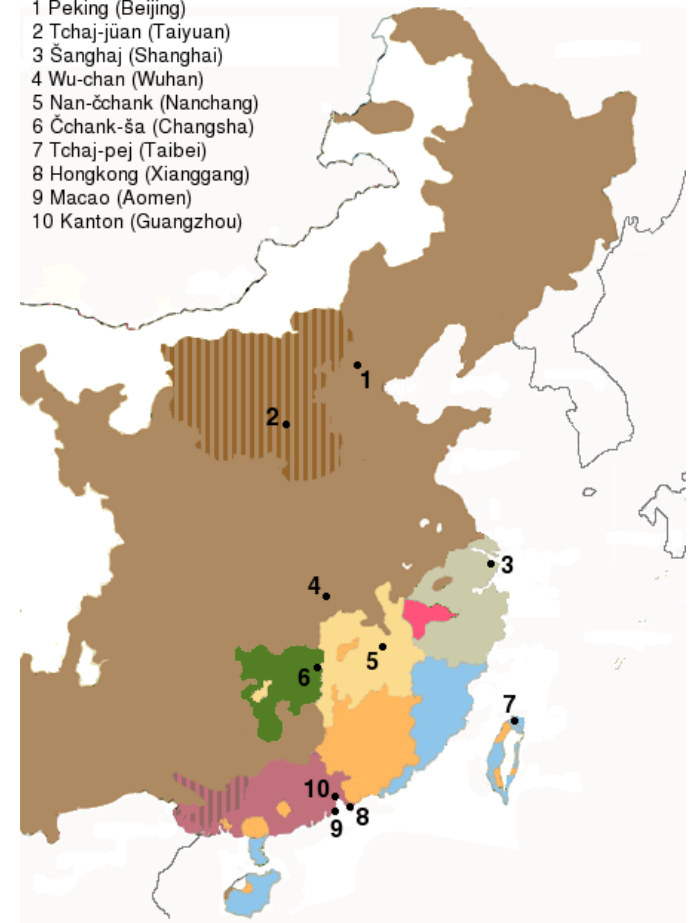 1 Peking (Beijing)
2 Tchaj-jüan (Taiyuan)
3 Šanghaj (Shanghai)
4 Wu-chan (Wuhan)
5 Nan-čchank (Nanchang)
6 Čchank-ša (Changsha)
7 Tchaj-pej (Taibei)
8 Hongkong (Xianggang)
9 Macao (Aomen)
10 Kanton (Guangzhou)
1
2
3
4
5
6
7
10
8
9